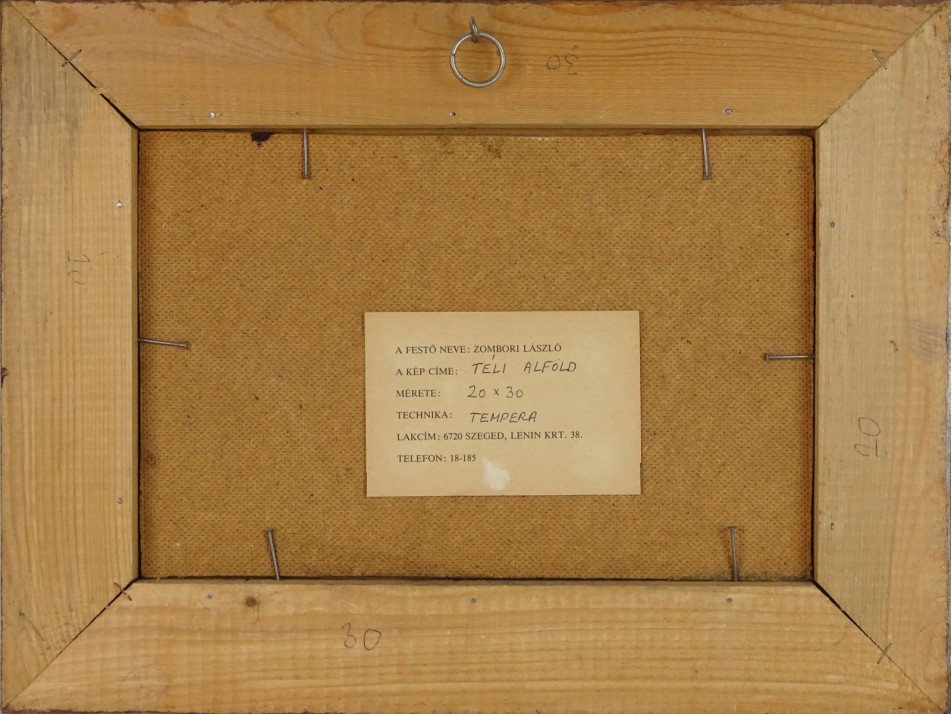 30
10
A FESTŐ NEVE: ZOMBORI LÁSZLÓ
A KÉP CÍME: TÉLI ALFÖLD
MÉRETE: 20 x 30
TECHNIKA: TEMPERA
LAKCÍM: 6720 SZEGED, LENIN KRT. 38.
TELEFON: 18-185
20
30